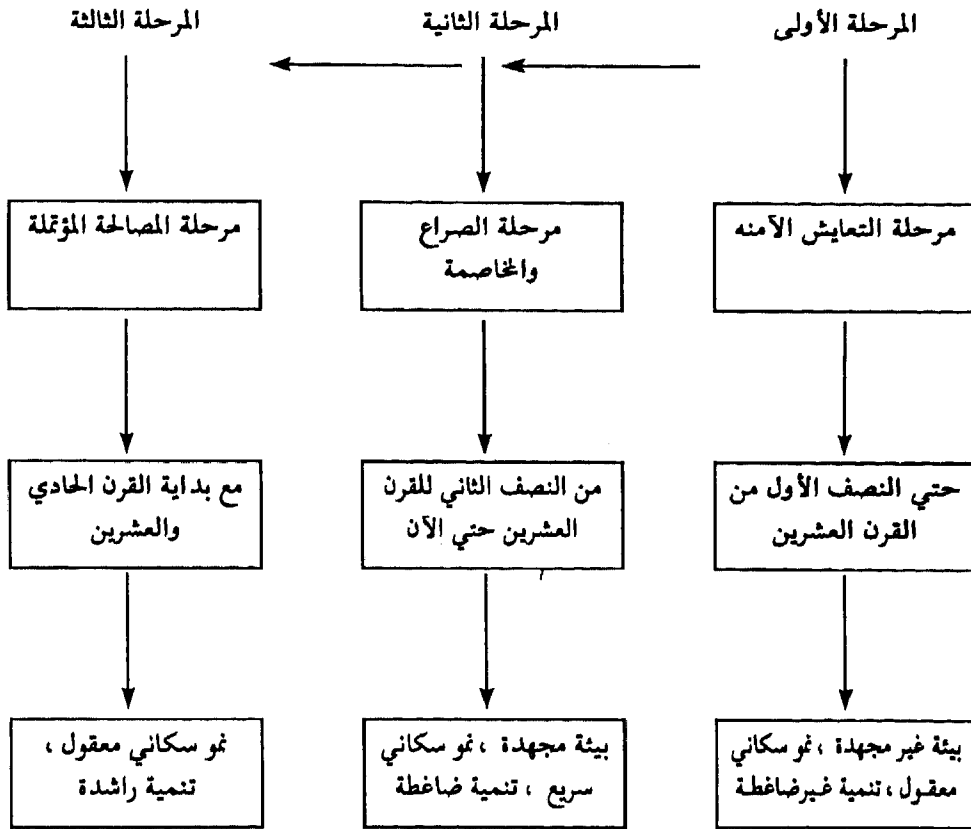 المرحلة الأولى
المرحلة الثانية
المرحلة الثالثة
مرحلة التعايش الآمنه
مرحلة الصراع
والمخاصمة
مرحلة المصالحة المؤتملة
حتي النصف الأول من
القرن العشرين
من النصف الثاني للقرن
العشرين حتي الآن
مع بداية القرن الحادي
والعشرين
بيئة غير مجهدة ، نمو سكاني
معقول ، تنمية غير ضاغطة
بيئة مجهدة ، نمو سكاني
سريع ، تنمية ضاغطة
نمو سكاني معقول ،
تنمية راشدة